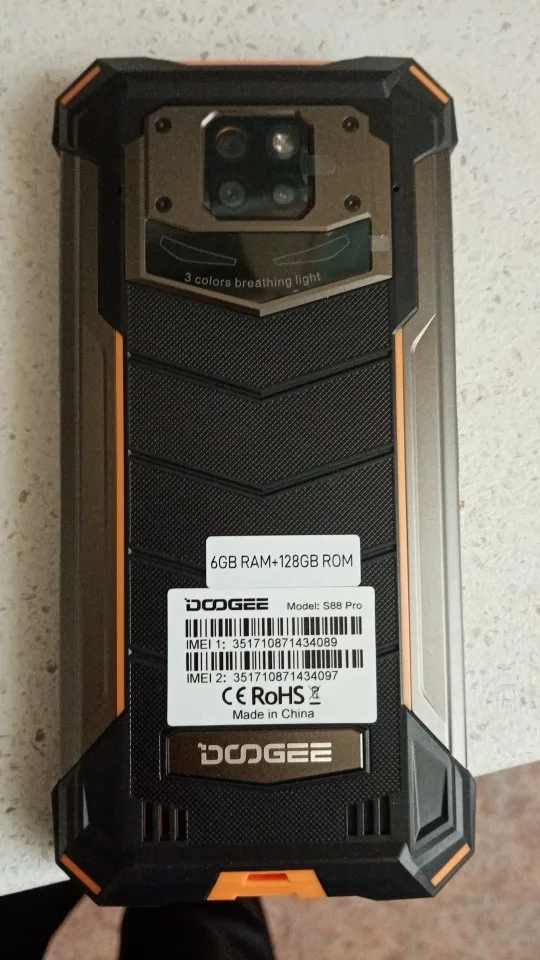 3 colors breathing light
6GB RAM+128GB ROM
DOOGEE Model: S88 Pro
IMEI 1: 351710871434089
IMEI 2: 351710871434097
CE RoHS
Made in China
DOOGEE